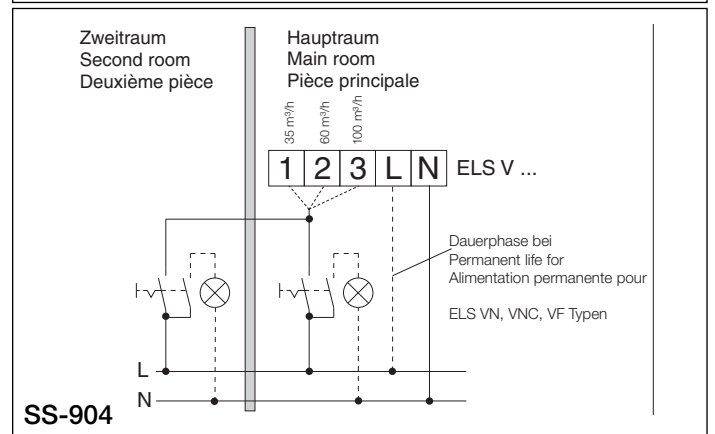 Zweitraum
Second room
Deuxième pièce
Hauptraum
Main room
Pièce principale
35 m³/h
60 m³/h
100 m³/h
1 2 3 L N ELS V ...
Dauerphase bei
Permanent life for
Alimentation permanente pour
ELS VN, VNC, VF Typen
L
N
SS-904